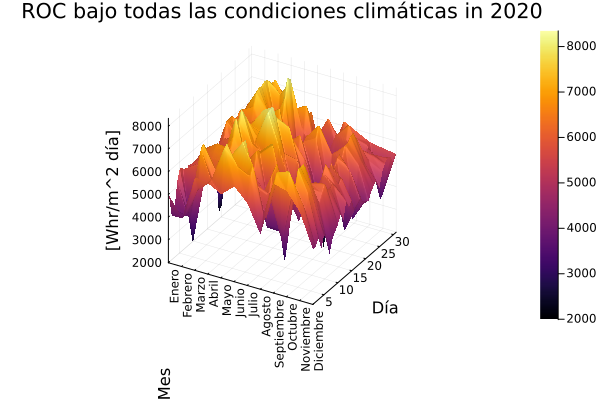 ROC bajo todas las condiciones climáticas in 2020
[Whr/m^2 día]
8000
7000
6000
5000
4000
3000
2000
Enero
Febrero
Marzo
Abril
Mayo
Junio
Julio
Agosto
Septiembre
Octubre
Noviembre
Diciembre
Mes
5
10
15
20
25
30
Día
8000
7000
6000
5000
4000
3000
2000